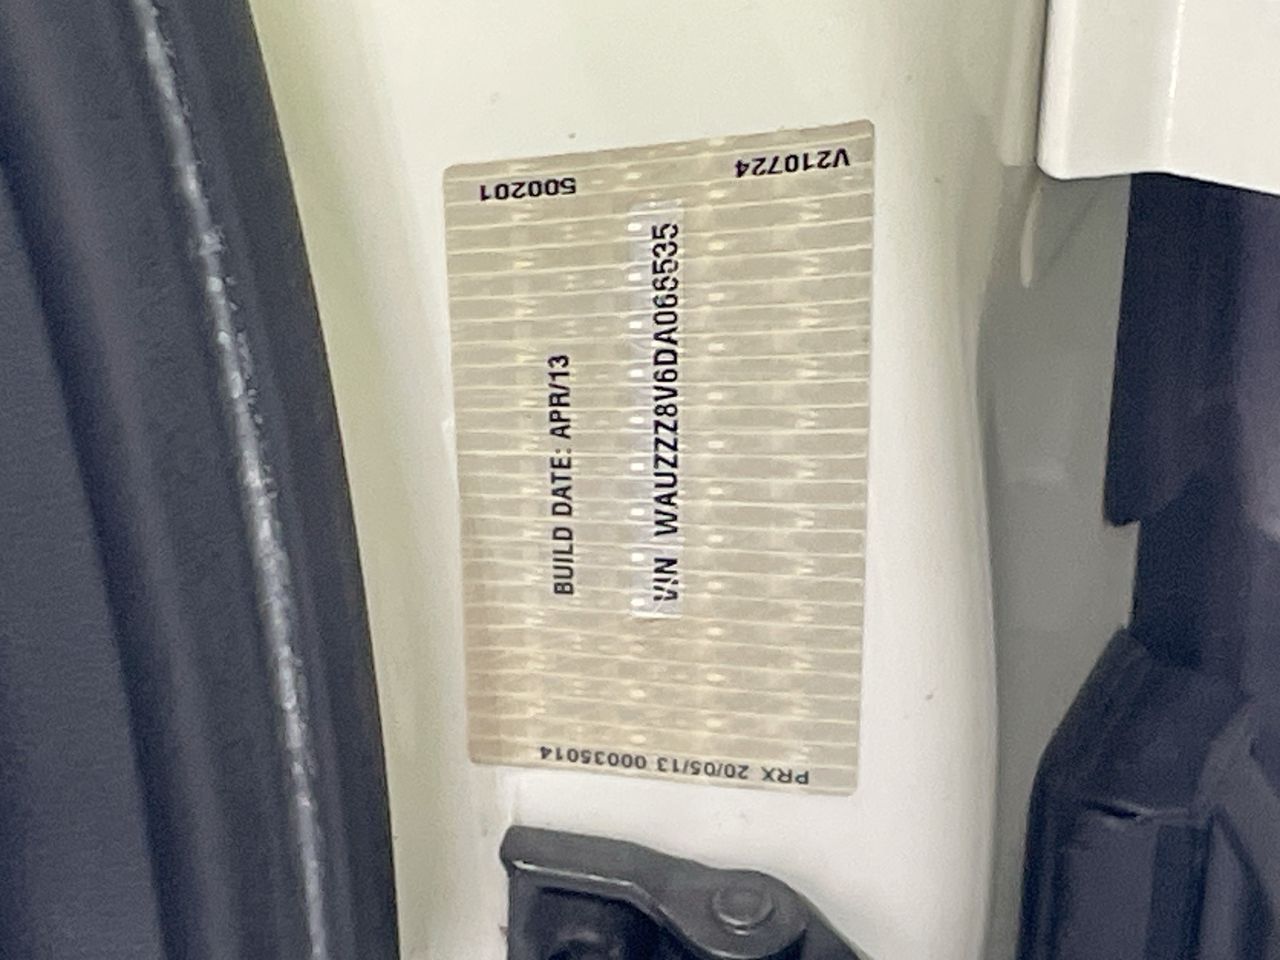 500201
V210724
BUILD DATE: APR/13
VIN WAUZZZ8V6DA066535
PRX 20/05/13 00035014